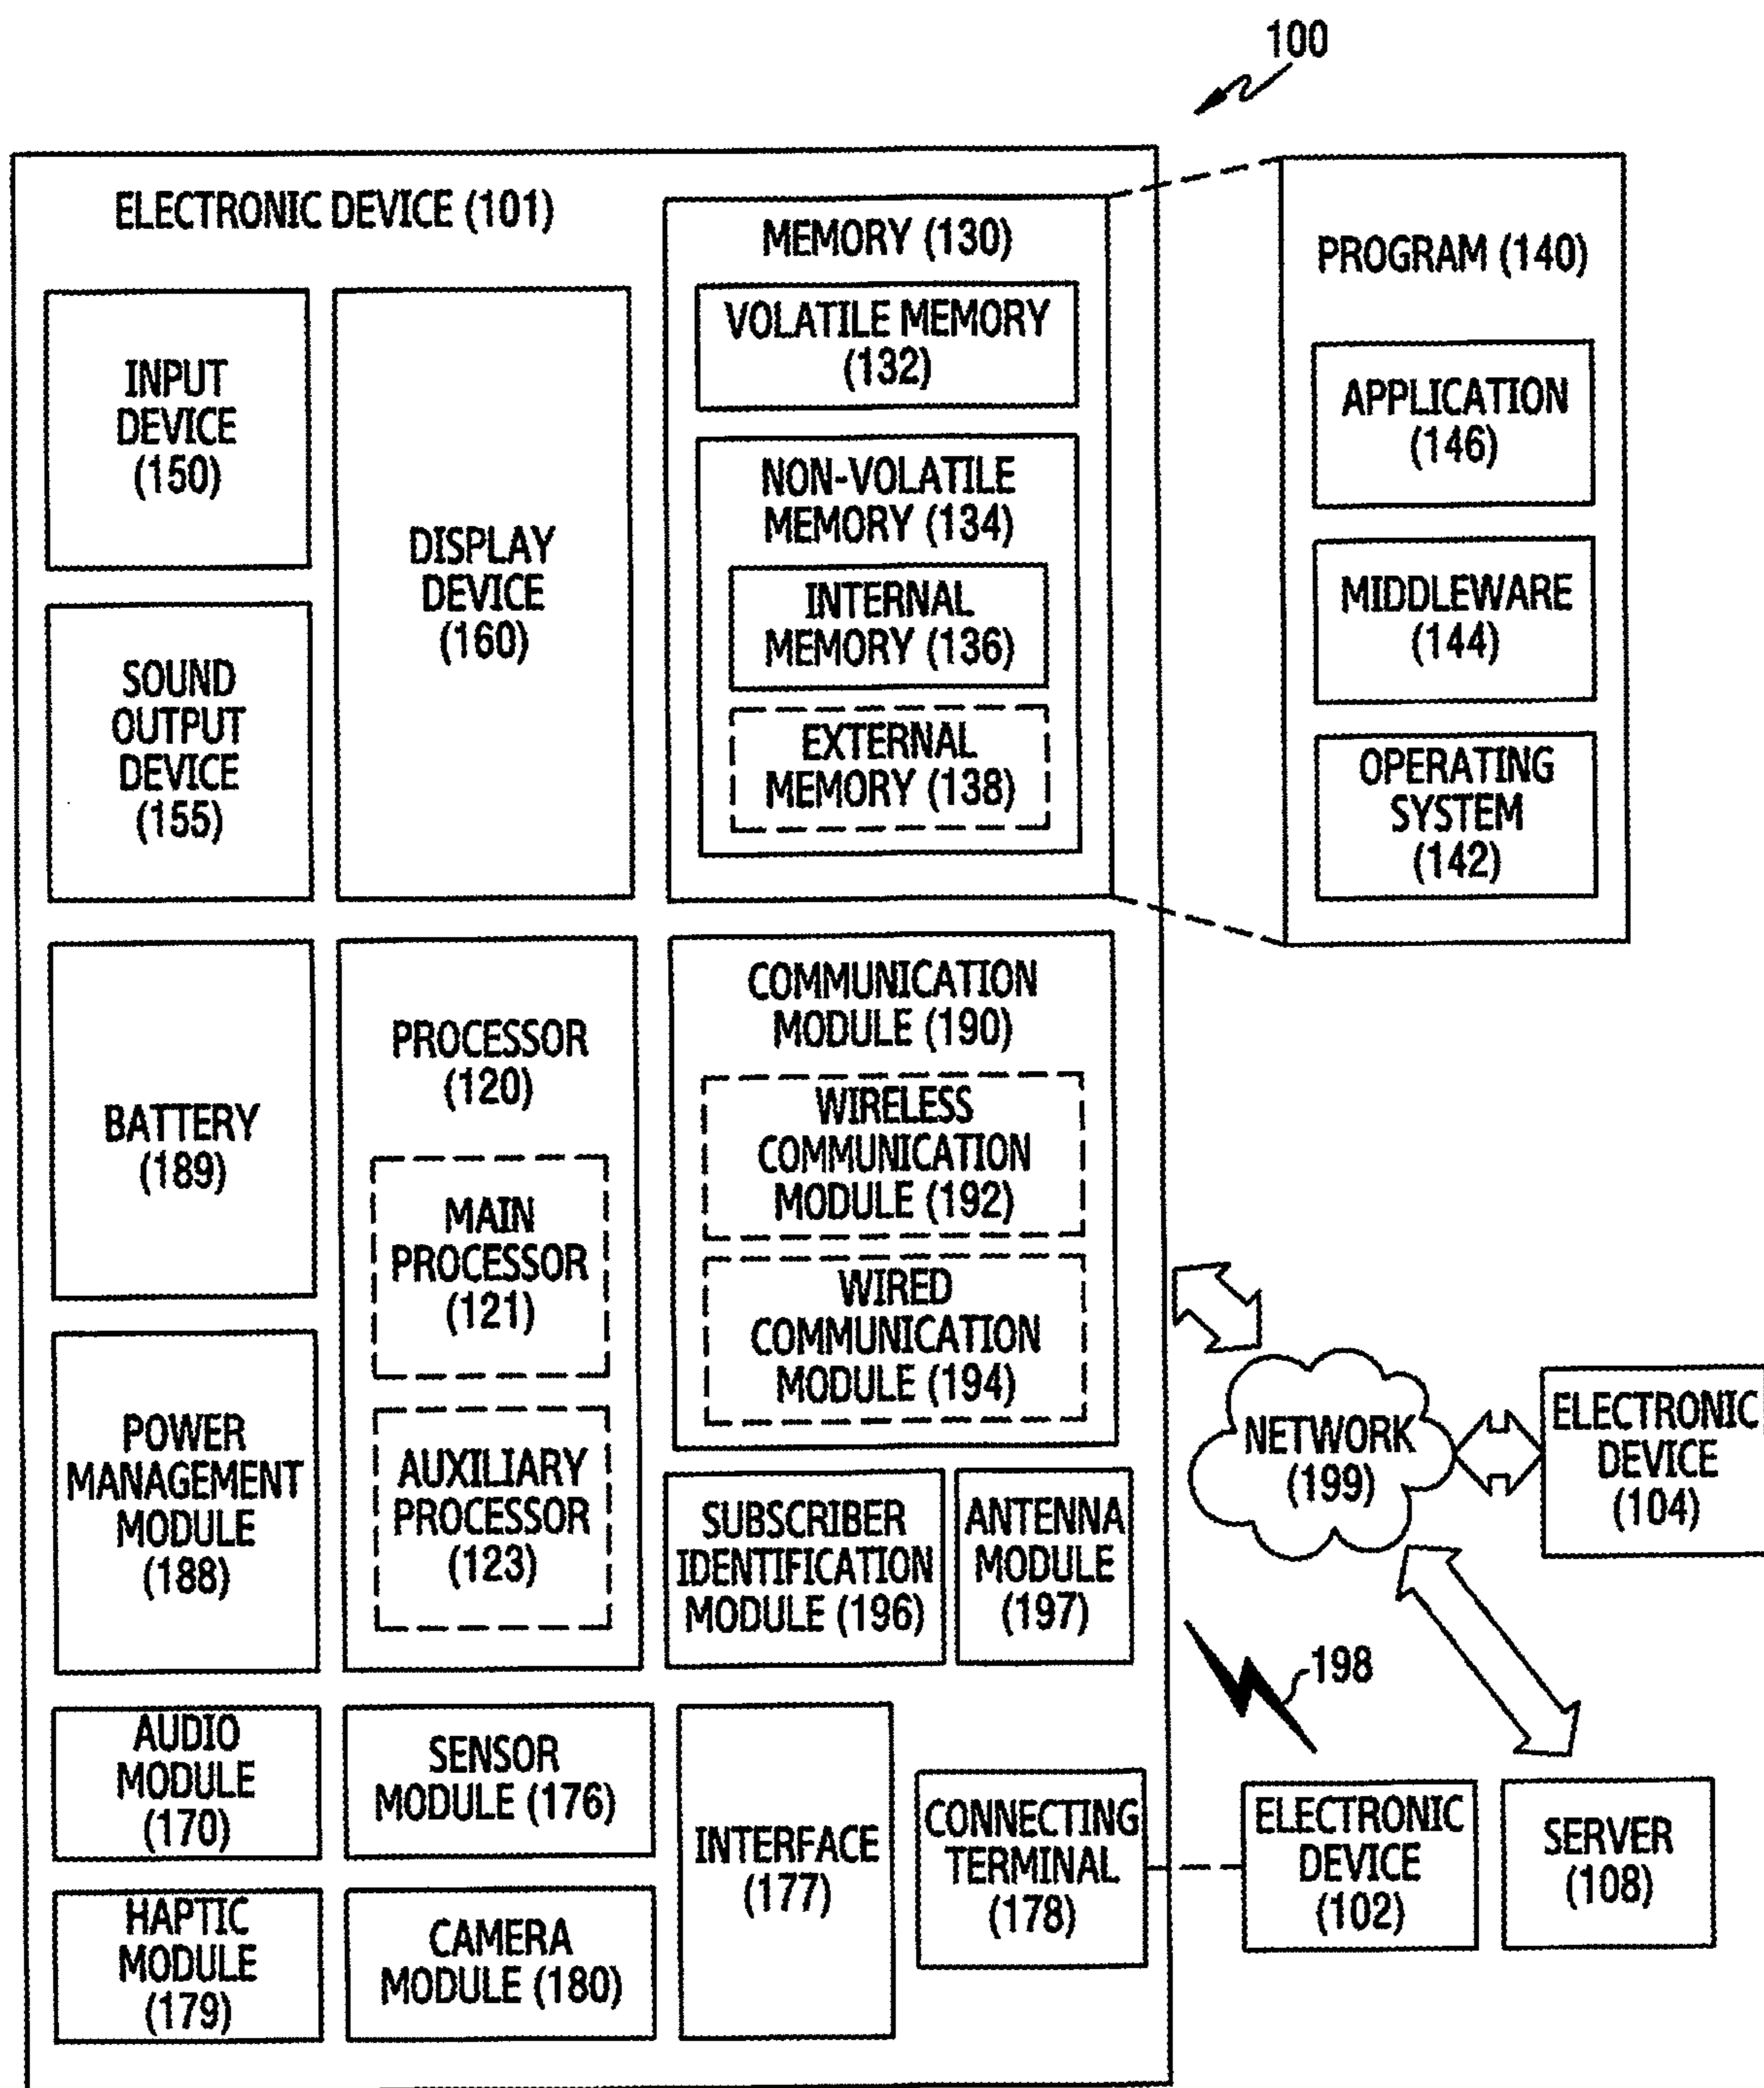 100
ELECTRONIC DEVICE (101)
INPUT
DEVICE
(150)
SOUND
OUTPUT
DEVICE
(155)
DISPLAY
DEVICE
(160)
MEMORY (130)
VOLATILE MEMORY
(132)
NON-VOLATILE
MEMORY (134)
INTERNAL
MEMORY (136)
EXTERNAL
MEMORY (138)
PROGRAM (140)
APPLICATION
(146)
MIDDLEWARE
(144)
OPERATING
SYSTEM
(142)
BATTERY
(189)
POWER
MANAGEMENT
MODULE
(188)
PROCESSOR
(120)
MAIN
PROCESSOR
(121)
AUXILIARY
PROCESSOR
(123)
COMMUNICATION
MODULE (190)
WIRELESS
COMMUNICATION
MODULE (192)
WIRED
COMMUNICATION
MODULE (194)
SUBSCRIBER
IDENTIFICATION
MODULE (196)
ANTENNA
MODULE
(197)
NETWORK
(199)
ELECTRONIC
DEVICE
(104)
198
AUDIO
MODULE
(170)
SENSOR
MODULE (176)
INTERFACE
(177)
CONNECTING
TERMINAL
(178)
ELECTRONIC
DEVICE
(102)
SERVER
(108)
HAPTIC
MODULE
(179)
CAMERA
MODULE (180)